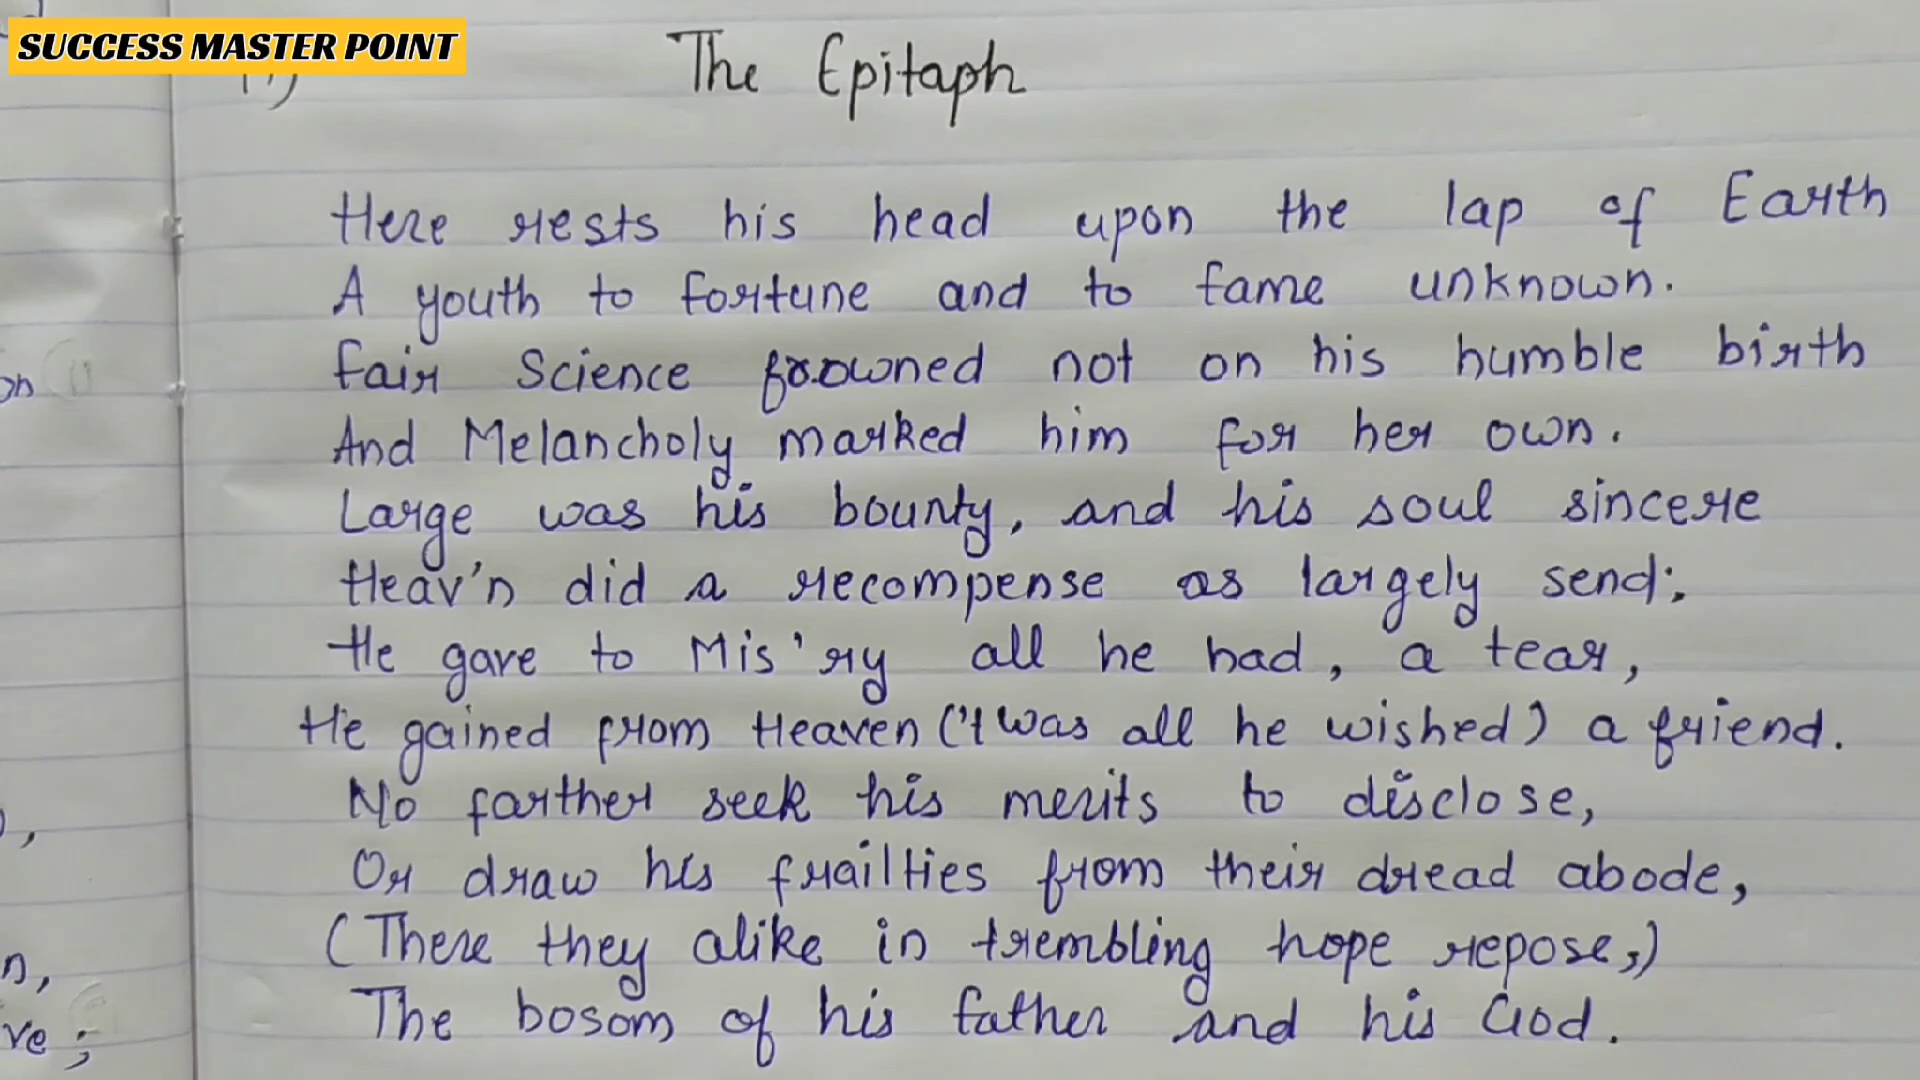 SUCCESS MASTER POINT
The Epitaph
Here rests his head upon the lap of Earth
A youth to fortune and to fame unknown.
Fair Science frowned not on his humble birth
And Melancholy marked him for her own.
Large was his bounty, and his soul sincere
Heav'n did a recompense as largely send;
He gave to Mis'ry all he had, a tear,
He gained from Heaven ('t was all he wished) a friend.
No farther seek his merits to disclose,
Or draw his frailties from their dread abode,
(There they alike in trembling hope repose,)
The bosom of his father and his God.